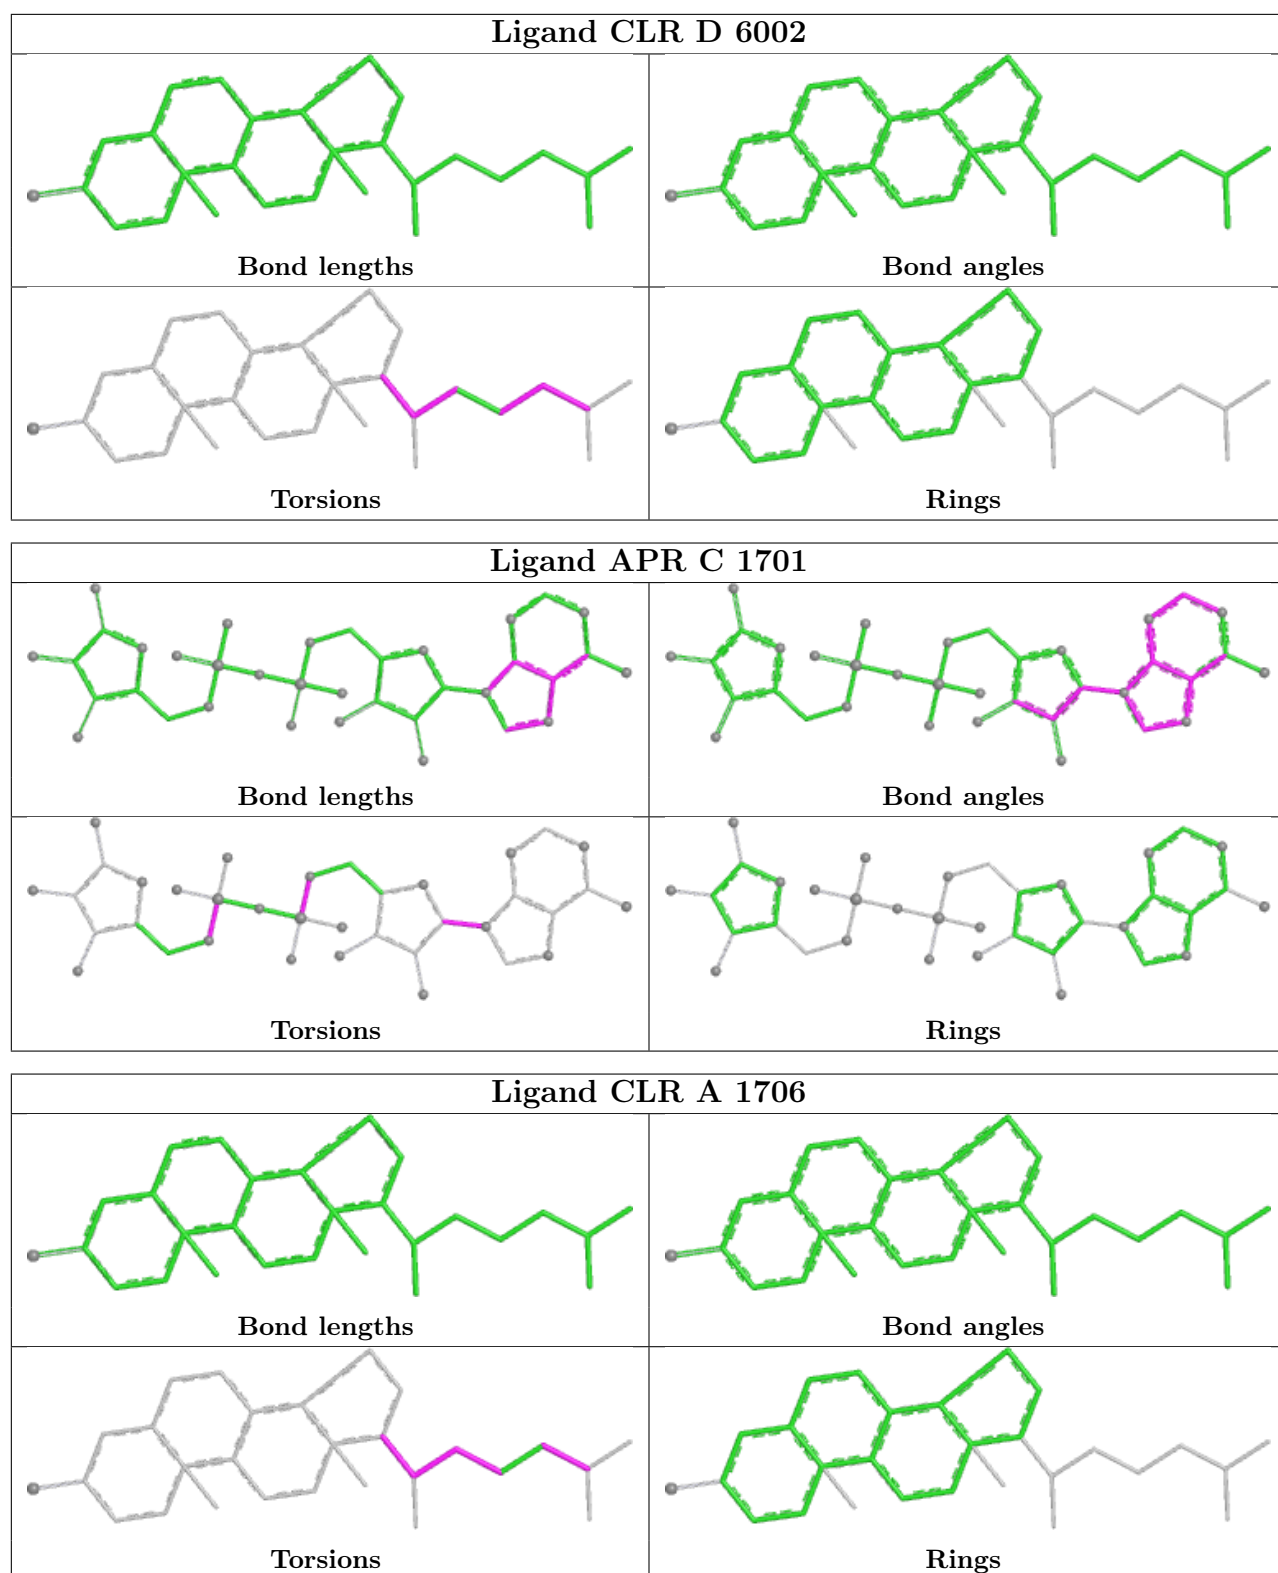 Ligand CLR D 6002
Bond lengths
Bond angles
Torsions
Rings
Ligand APR C 1701
Bond lengths
Bond angles
Torsions
Rings
Ligand CLR A 1706
Bond lengths
Bond angles
Torsions
Rings